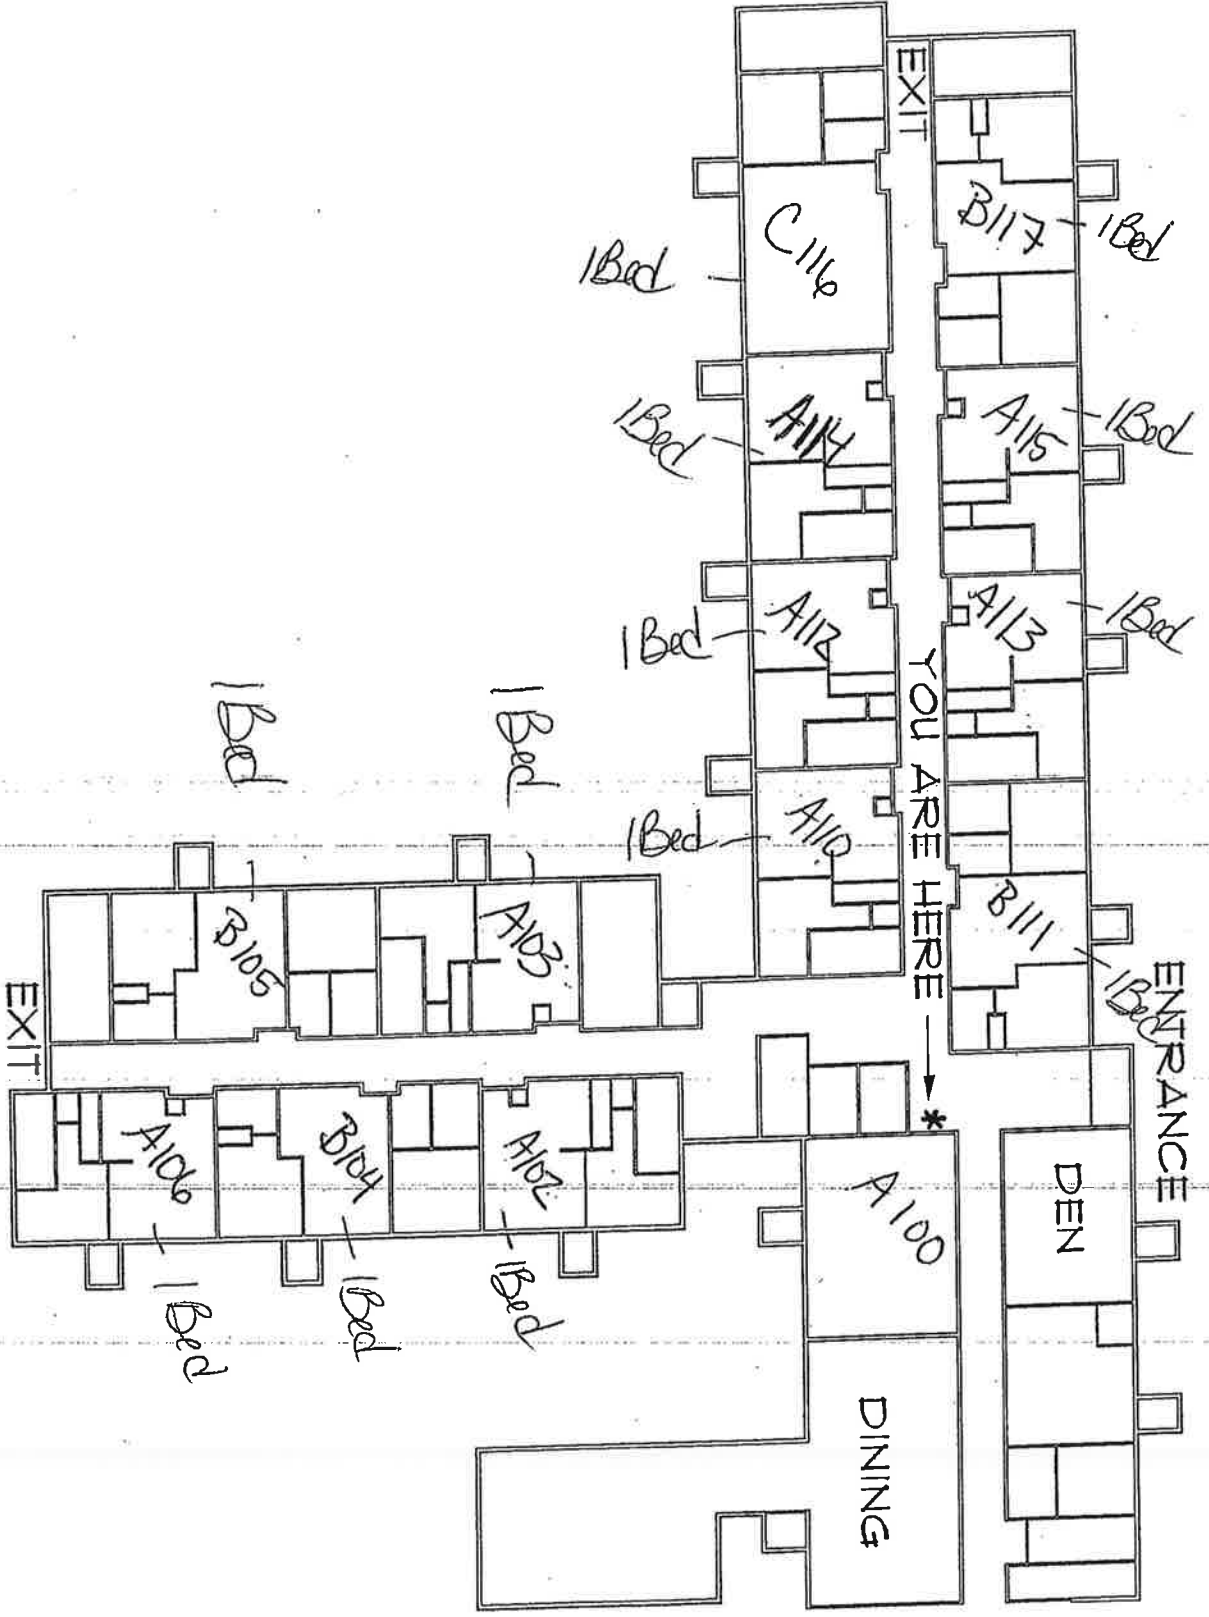 EXIT
B117
1Bed
C116
1Bed
A114
1Bed
A115
1Bed
A112
1Bed
A113
1Bed
YOU ARE HERE
*
A110
1Bed
B111
1Bed
ENTRANCE
1Bed
1Bed
B105
A103
EXIT
A106
1Bed
B104
1Bed
A102
1Bed
A100
DEN
DINING